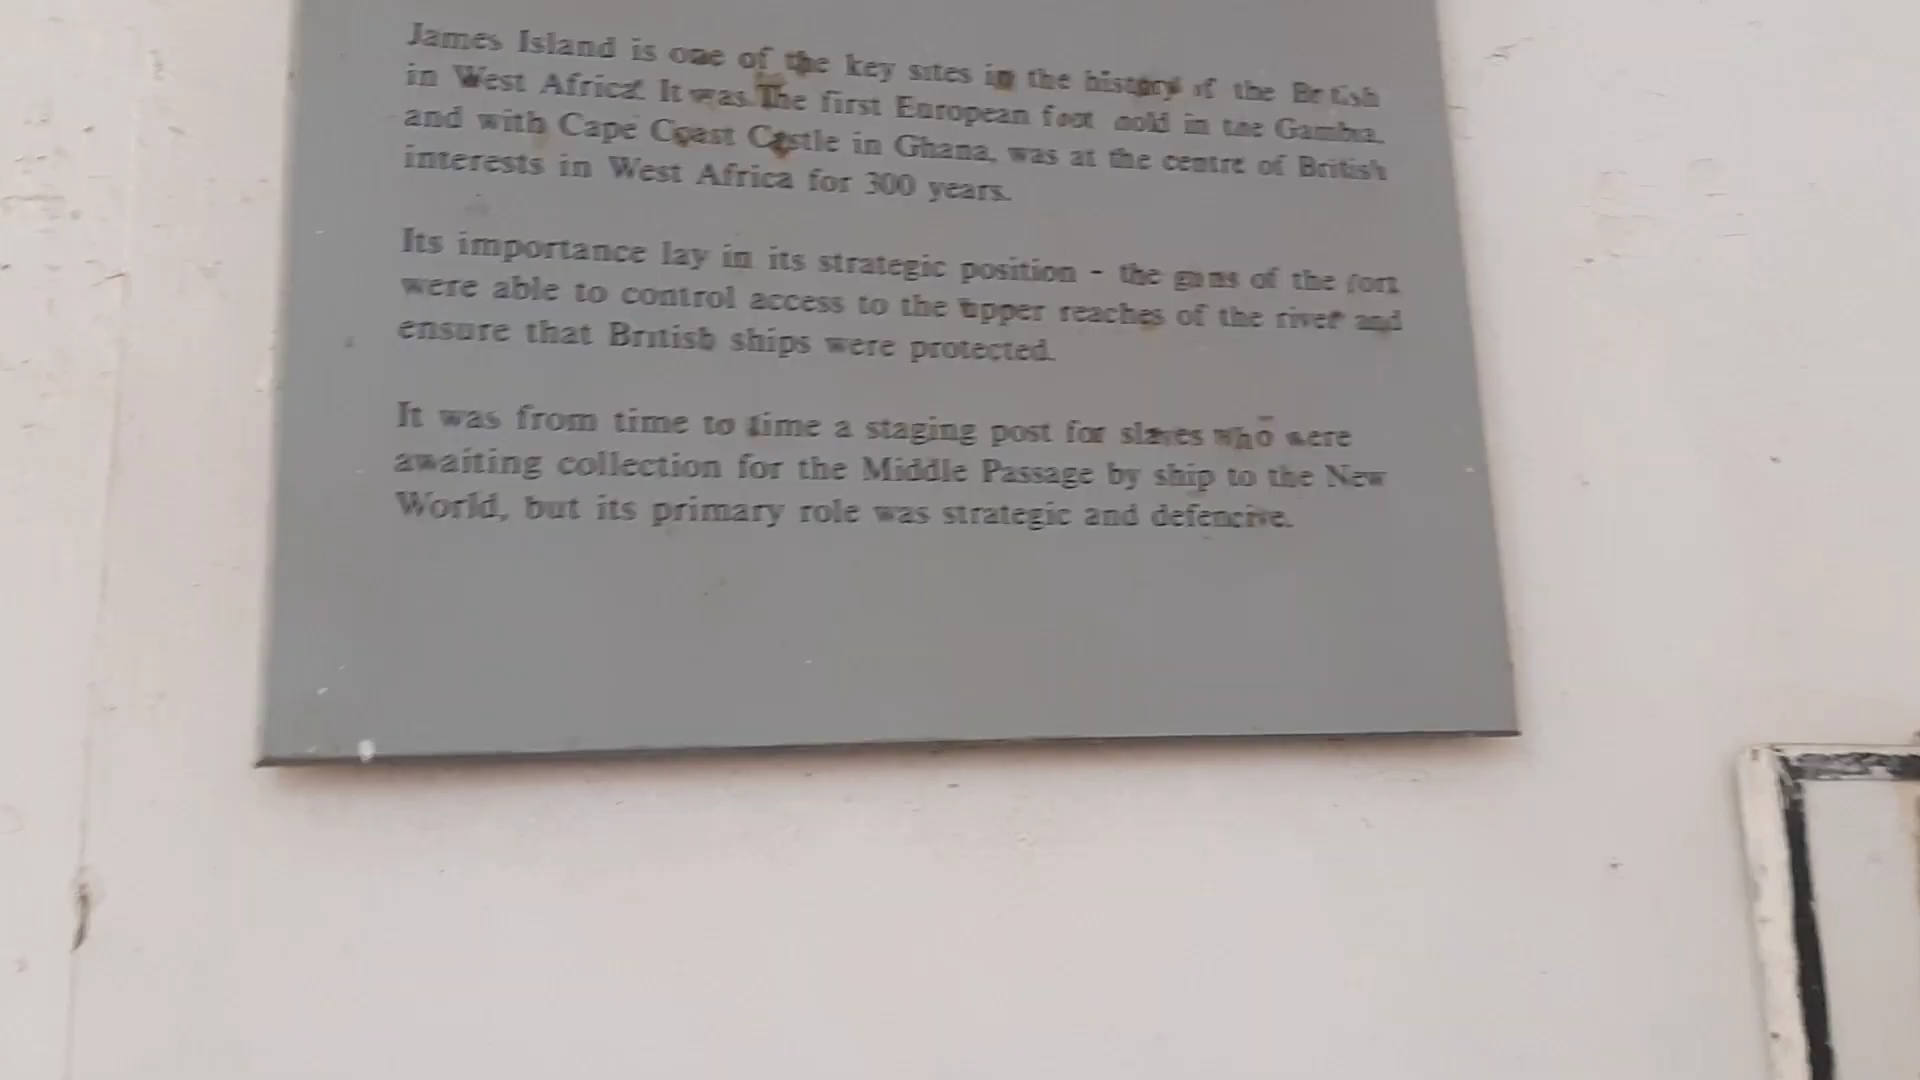 James Island is one of the key sites in the history of the British
in West Africa. It was The first European foot hold in the Gambia,
and with Cape Coast Castle in Ghana, was at the centre of British
interests in West Africa for 300 years.
Its importance lay in its strategic position - the guns of the fort
were able to control access to the upper reaches of the river and
ensure that British ships were protected.
It was from time to time a staging post for slaves who were
awaiting collection for the Middle Passage by ship to the New
World, but its primary role was strategic and defencive.